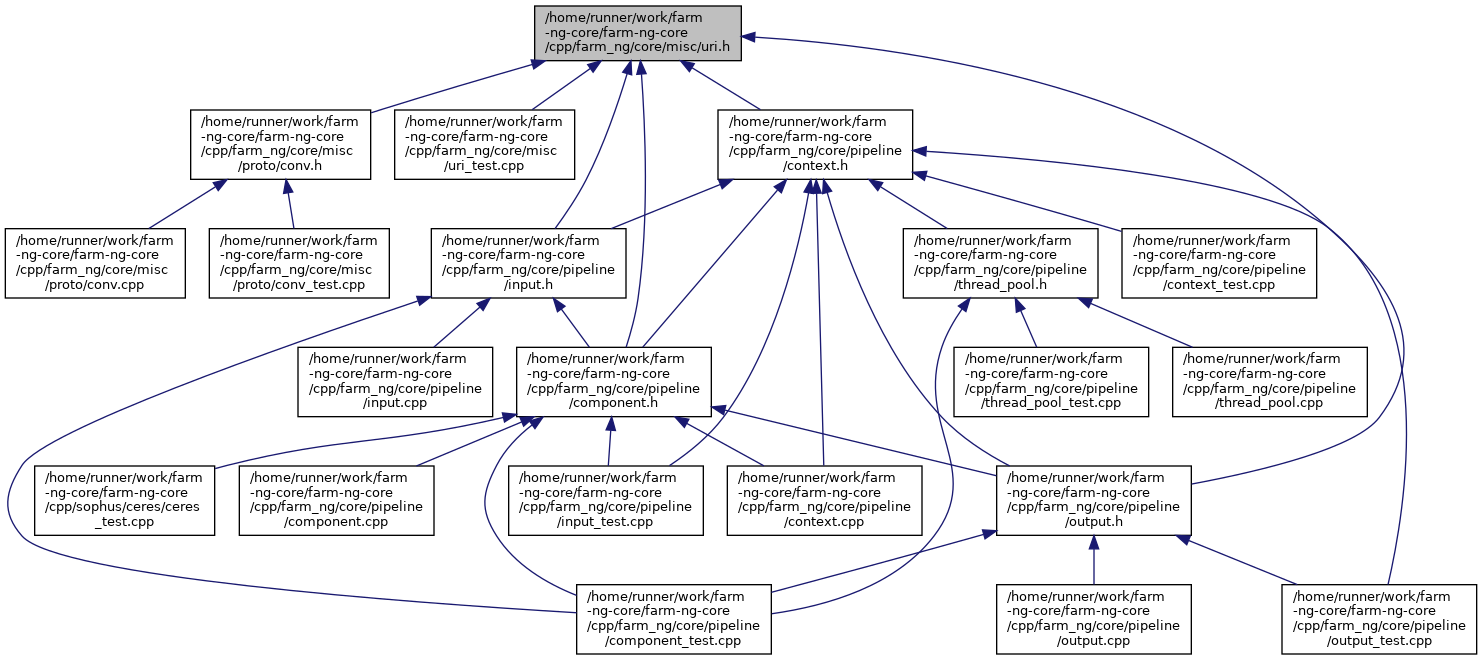 /home/runner/work/farm
-ng-core/farm-ng-core
/cpp/farm_ng/core/misc/uri.h
/home/runner/work/farm
-ng-core/farm-ng-core
/cpp/farm_ng/core/misc
/proto/conv.h
/home/runner/work/farm
-ng-core/farm-ng-core
/cpp/farm_ng/core/misc
/uri_test.cpp
/home/runner/work/farm
-ng-core/farm-ng-core
/cpp/farm_ng/core/pipeline
/context.h
/home/runner/work/farm
-ng-core/farm-ng-core
/cpp/farm_ng/core/misc
/proto/conv.cpp
/home/runner/work/farm
-ng-core/farm-ng-core
/cpp/farm_ng/core/misc
/proto/conv_test.cpp
/home/runner/work/farm
-ng-core/farm-ng-core
/cpp/farm_ng/core/pipeline
/input.h
/home/runner/work/farm
-ng-core/farm-ng-core
/cpp/farm_ng/core/pipeline
/thread_pool.h
/home/runner/work/farm
-ng-core/farm-ng-core
/cpp/farm_ng/core/pipeline
/context_test.cpp
/home/runner/work/farm
-ng-core/farm-ng-core
/cpp/farm_ng/core/pipeline
/input.cpp
/home/runner/work/farm
-ng-core/farm-ng-core
/cpp/farm_ng/core/pipeline
/component.h
/home/runner/work/farm
-ng-core/farm-ng-core
/cpp/farm_ng/core/pipeline
/thread_pool_test.cpp
/home/runner/work/farm
-ng-core/farm-ng-core
/cpp/farm_ng/core/pipeline
/thread_pool.cpp
/home/runner/work/farm
-ng-core/farm-ng-core
/cpp/sophus/ceres/ceres
_test.cpp
/home/runner/work/farm
-ng-core/farm-ng-core
/cpp/farm_ng/core/pipeline
/component.cpp
/home/runner/work/farm
-ng-core/farm-ng-core
/cpp/farm_ng/core/pipeline
/input_test.cpp
/home/runner/work/farm
-ng-core/farm-ng-core
/cpp/farm_ng/core/pipeline
/context.cpp
/home/runner/work/farm
-ng-core/farm-ng-core
/cpp/farm_ng/core/pipeline
/output.h
/home/runner/work/farm
-ng-core/farm-ng-core
/cpp/farm_ng/core/pipeline
/component_test.cpp
/home/runner/work/farm
-ng-core/farm-ng-core
/cpp/farm_ng/core/pipeline
/output.cpp
/home/runner/work/farm
-ng-core/farm-ng-core
/cpp/farm_ng/core/pipeline
/output_test.cpp